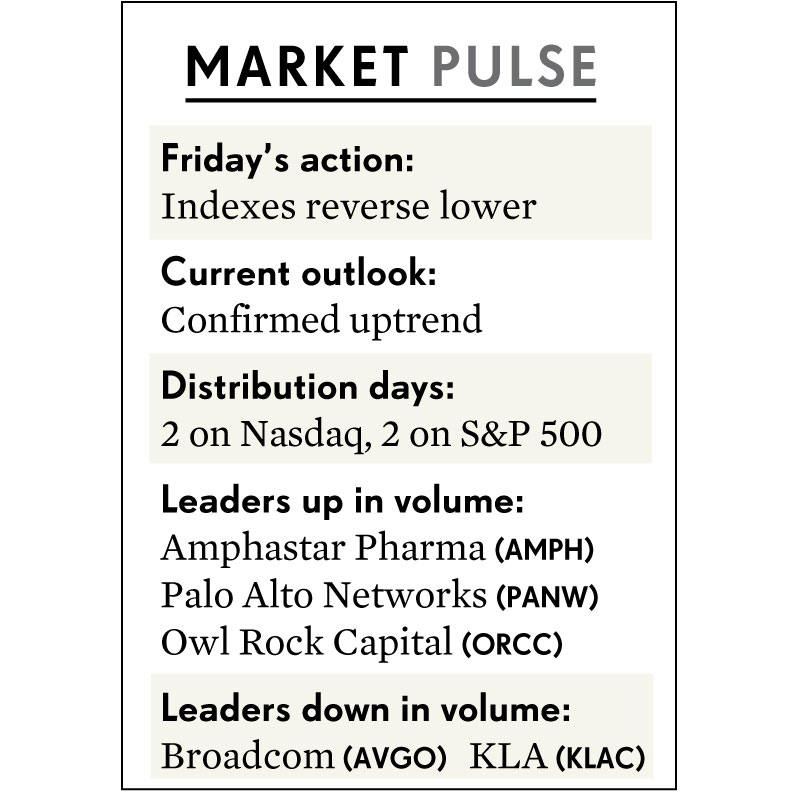 MARKET PULSE
Friday’s action:
Indexes reverse lower
Current outlook:
Confirmed uptrend
Distribution days:
2 on Nasdaq, 2 on S&P 500
Leaders up in volume:
Amphastar Pharma (AMPH)
Palo Alto Networks (PANW)
Owl Rock Capital (ORCC)
Leaders down in volume:
Broadcom (AVGO) KLA (KLAC)